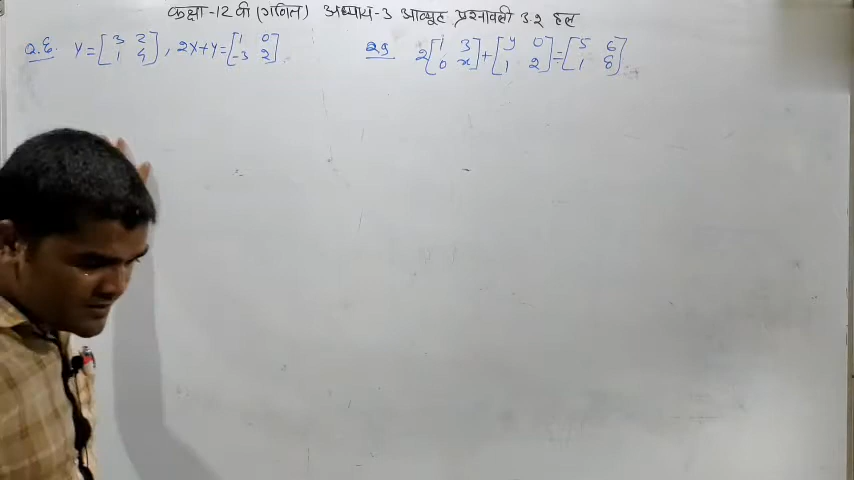 कक्षा-12 वी (गणित) अध्याय-3 आव्यूह प्रश्नावली 3.2 हल
Q.8. Y=[3 2 1 4], 2X+Y=[1 0 -3 2]. Q9 2[1 3 0 x]+[y 0 1 2]=[5 6 1 8].